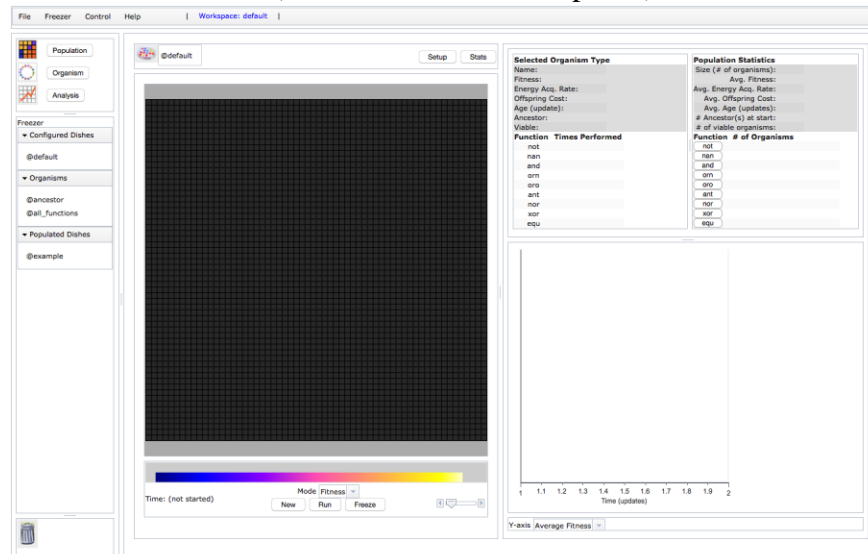 File Freezer Control Help | Workspace: default |
Population
Organism
Analysis
Freezer
Configured Dishes
@default
Organisms
@ancestor
@all_functions
Populated Dishes
@example
@default Setup Stats
Time: (not started)
Mode Fitness
New Run Freeze
Selected Organism Type
Name:
Fitness:
Energy Acq. Rate:
Offspring Cost:
Age (update):
Ancestor:
Viable:
Function Times Performed
not
nan
and
orn
oro
ant
nor
xor
equ
Population Statistics
Size (# of organisms):
Avg. Fitness:
Avg. Energy Acq. Rate:
Avg. Offspring Cost:
Avg. Age (updates):
# Ancestor(s) at start:
# of viable organisms:
Function # of Organisms
not
nan
and
orn
oro
ant
nor
xor
equ
1 1.1 1.2 1.3 1.4 1.5 1.6 1.7 1.8 1.9 2
Time (updates)
Y-axis Average Fitness